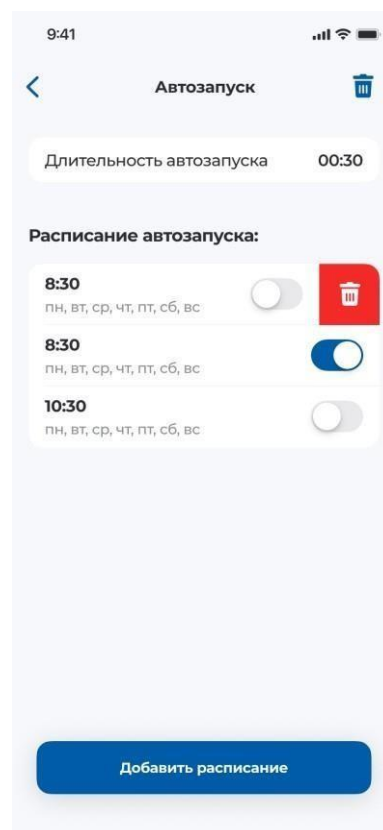 9:41
Автозапуск
Длительность автозапуска 00:30
Расписание автозапуска:
8:30
пн, вт, ср, чт, пт, сб, вс
8:30
пн, вт, ср, чт, пт, сб, вс
10:30
пн, вт, ср, чт, пт, сб, вс
Добавить расписание